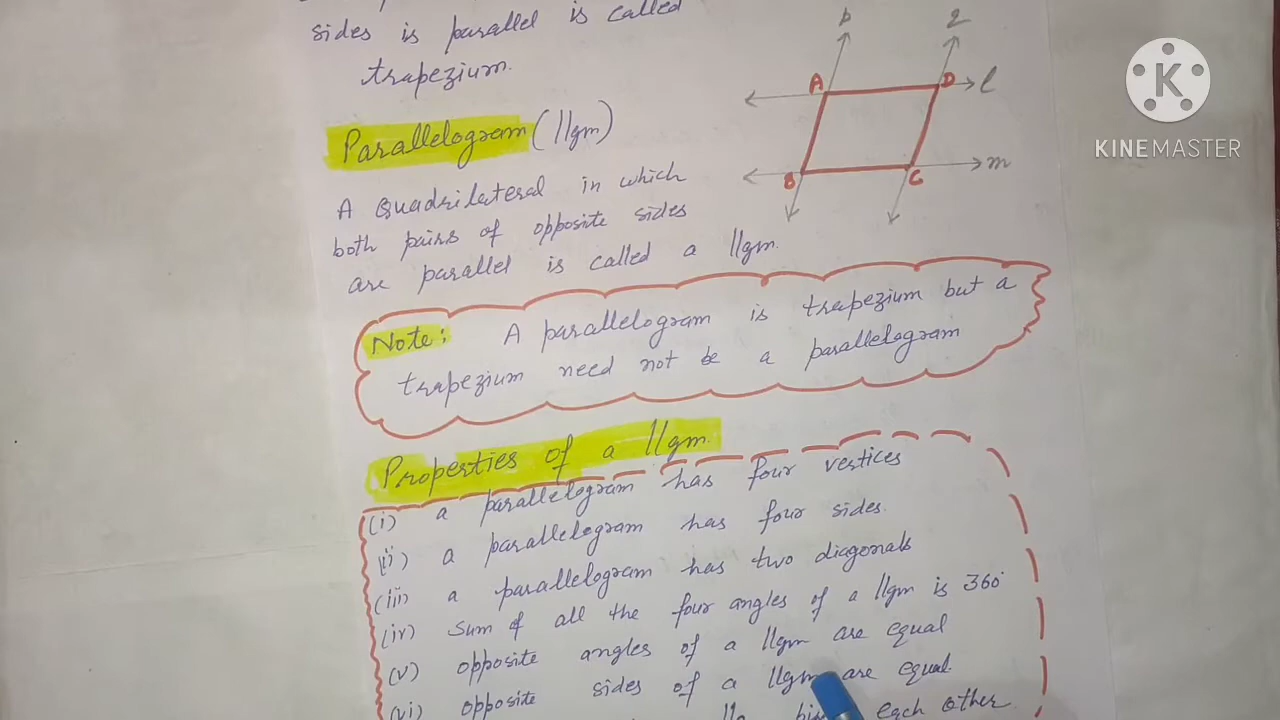 sides is parallel is called
trapezium.
Parallelogram (llgm)
A Quadrilateral in which
both pairs of opposite sides
are parallel is called a llgm.
p
q
A
D
l
B
C
m
K
KINEMASTER
Note: A parallelogram is trapezium but a
trapezium need not be a parallelogram
Properties of a llgm.
(i) a parallelogram has four vertices
(ii) a parallelogram has four sides.
(iii) a parallelogram has two diagonals
(iv) Sum of all the four angles of a llgm is 360°
(v) opposite angles of a llgm are equal
(vi) opposite sides of a llgm are equal
each other